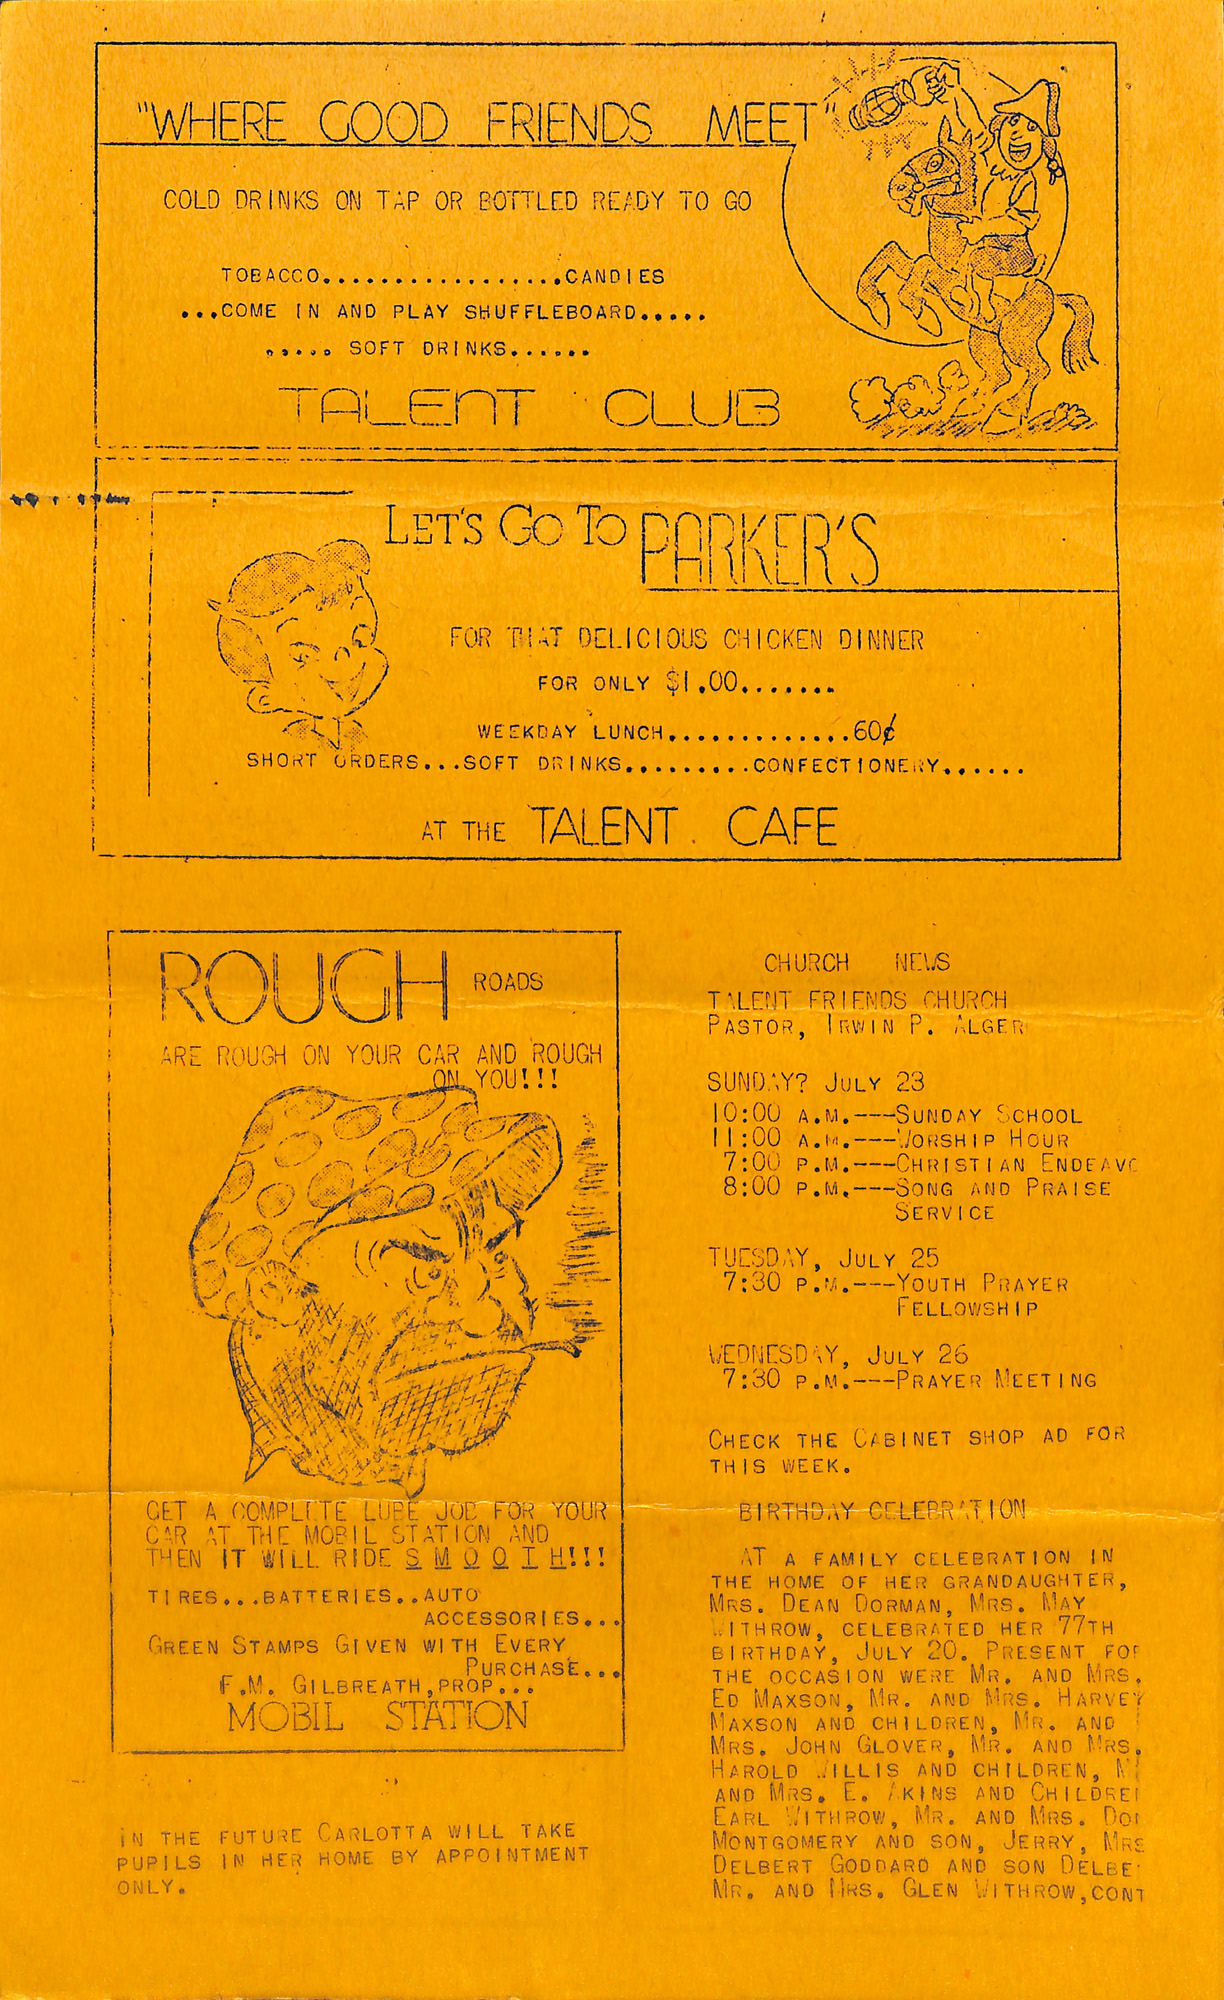 "WHERE GOOD FRIENDS MEET"
COLD DRINKS ON TAP OR BOTTLED READY TO GO
TOBACCO.................CANDIES
...COME IN AND PLAY SHUFFLEBOARD.....
..... SOFT DRINKS......
TALENT CLUB
LET'S GO TO PARKER'S
FOR THAT DELICIOUS CHICKEN DINNER
FOR ONLY $1.00.......
WEEKDAY LUNCH.............60¢
SHORT ORDERS...SOFT DRINKS.........CONFECTIONERY......
AT THE TALENT CAFE
ROUGH ROADS
ARE ROUGH ON YOUR CAR AND ROUGH
ON YOU!!!
GET A COMPLETE LUBE JOB FOR YOUR
CAR AT THE MOBIL STATION AND
THEN IT WILL RIDE S M O O T H!!!
TIRES...BATTERIES..AUTO
ACCESSORIES...
GREEN STAMPS GIVEN WITH EVERY
PURCHASE...
F.M. GILBREATH,PROP...
MOBIL STATION
IN THE FUTURE CARLOTTA WILL TAKE
PUPILS IN HER HOME BY APPOINTMENT
ONLY.
CHURCH NEWS
TALENT FRIENDS CHURCH
PASTOR, IRWIN P. ALGER
SUNDAY? JULY 23
10:00 A.M.---SUNDAY SCHOOL
11:00 A.M.---WORSHIP HOUR
7:00 P.M.---CHRISTIAN ENDEAVO
8:00 P.M.---SONG AND PRAISE
SERVICE
TUESDAY, JULY 25
7:30 P.M.---YOUTH PRAYER
FELLOWSHIP
WEDNESDAY, JULY 26
7:30 P.M.---PRAYER MEETING
CHECK THE CABINET SHOP AD FOR
THIS WEEK.
BIRTHDAY CELEBRATION
AT A FAMILY CELEBRATION IN
THE HOME OF HER GRANDAUGHTER,
MRS. DEAN DORMAN, MRS. MAY
WITHROW, CELEBRATED HER 77TH
BIRTHDAY, JULY 20. PRESENT FOR
THE OCCASION WERE MR. AND MRS.
ED MAXSON, MR. AND MRS. HARVEY
MAXSON AND CHILDREN, MR. AND
MRS. JOHN GLOVER, MR. AND MRS.
HAROLD WILLIS AND CHILDREN,
AND MRS. E. AKINS AND CHILDREN
EARL WITHROW, MR. AND MRS. DON
MONTGOMERY AND SON, JERRY, MRS
DELBERT GODDARD AND SON DELBE
MR. AND MRS. GLEN WITHROW,CONT